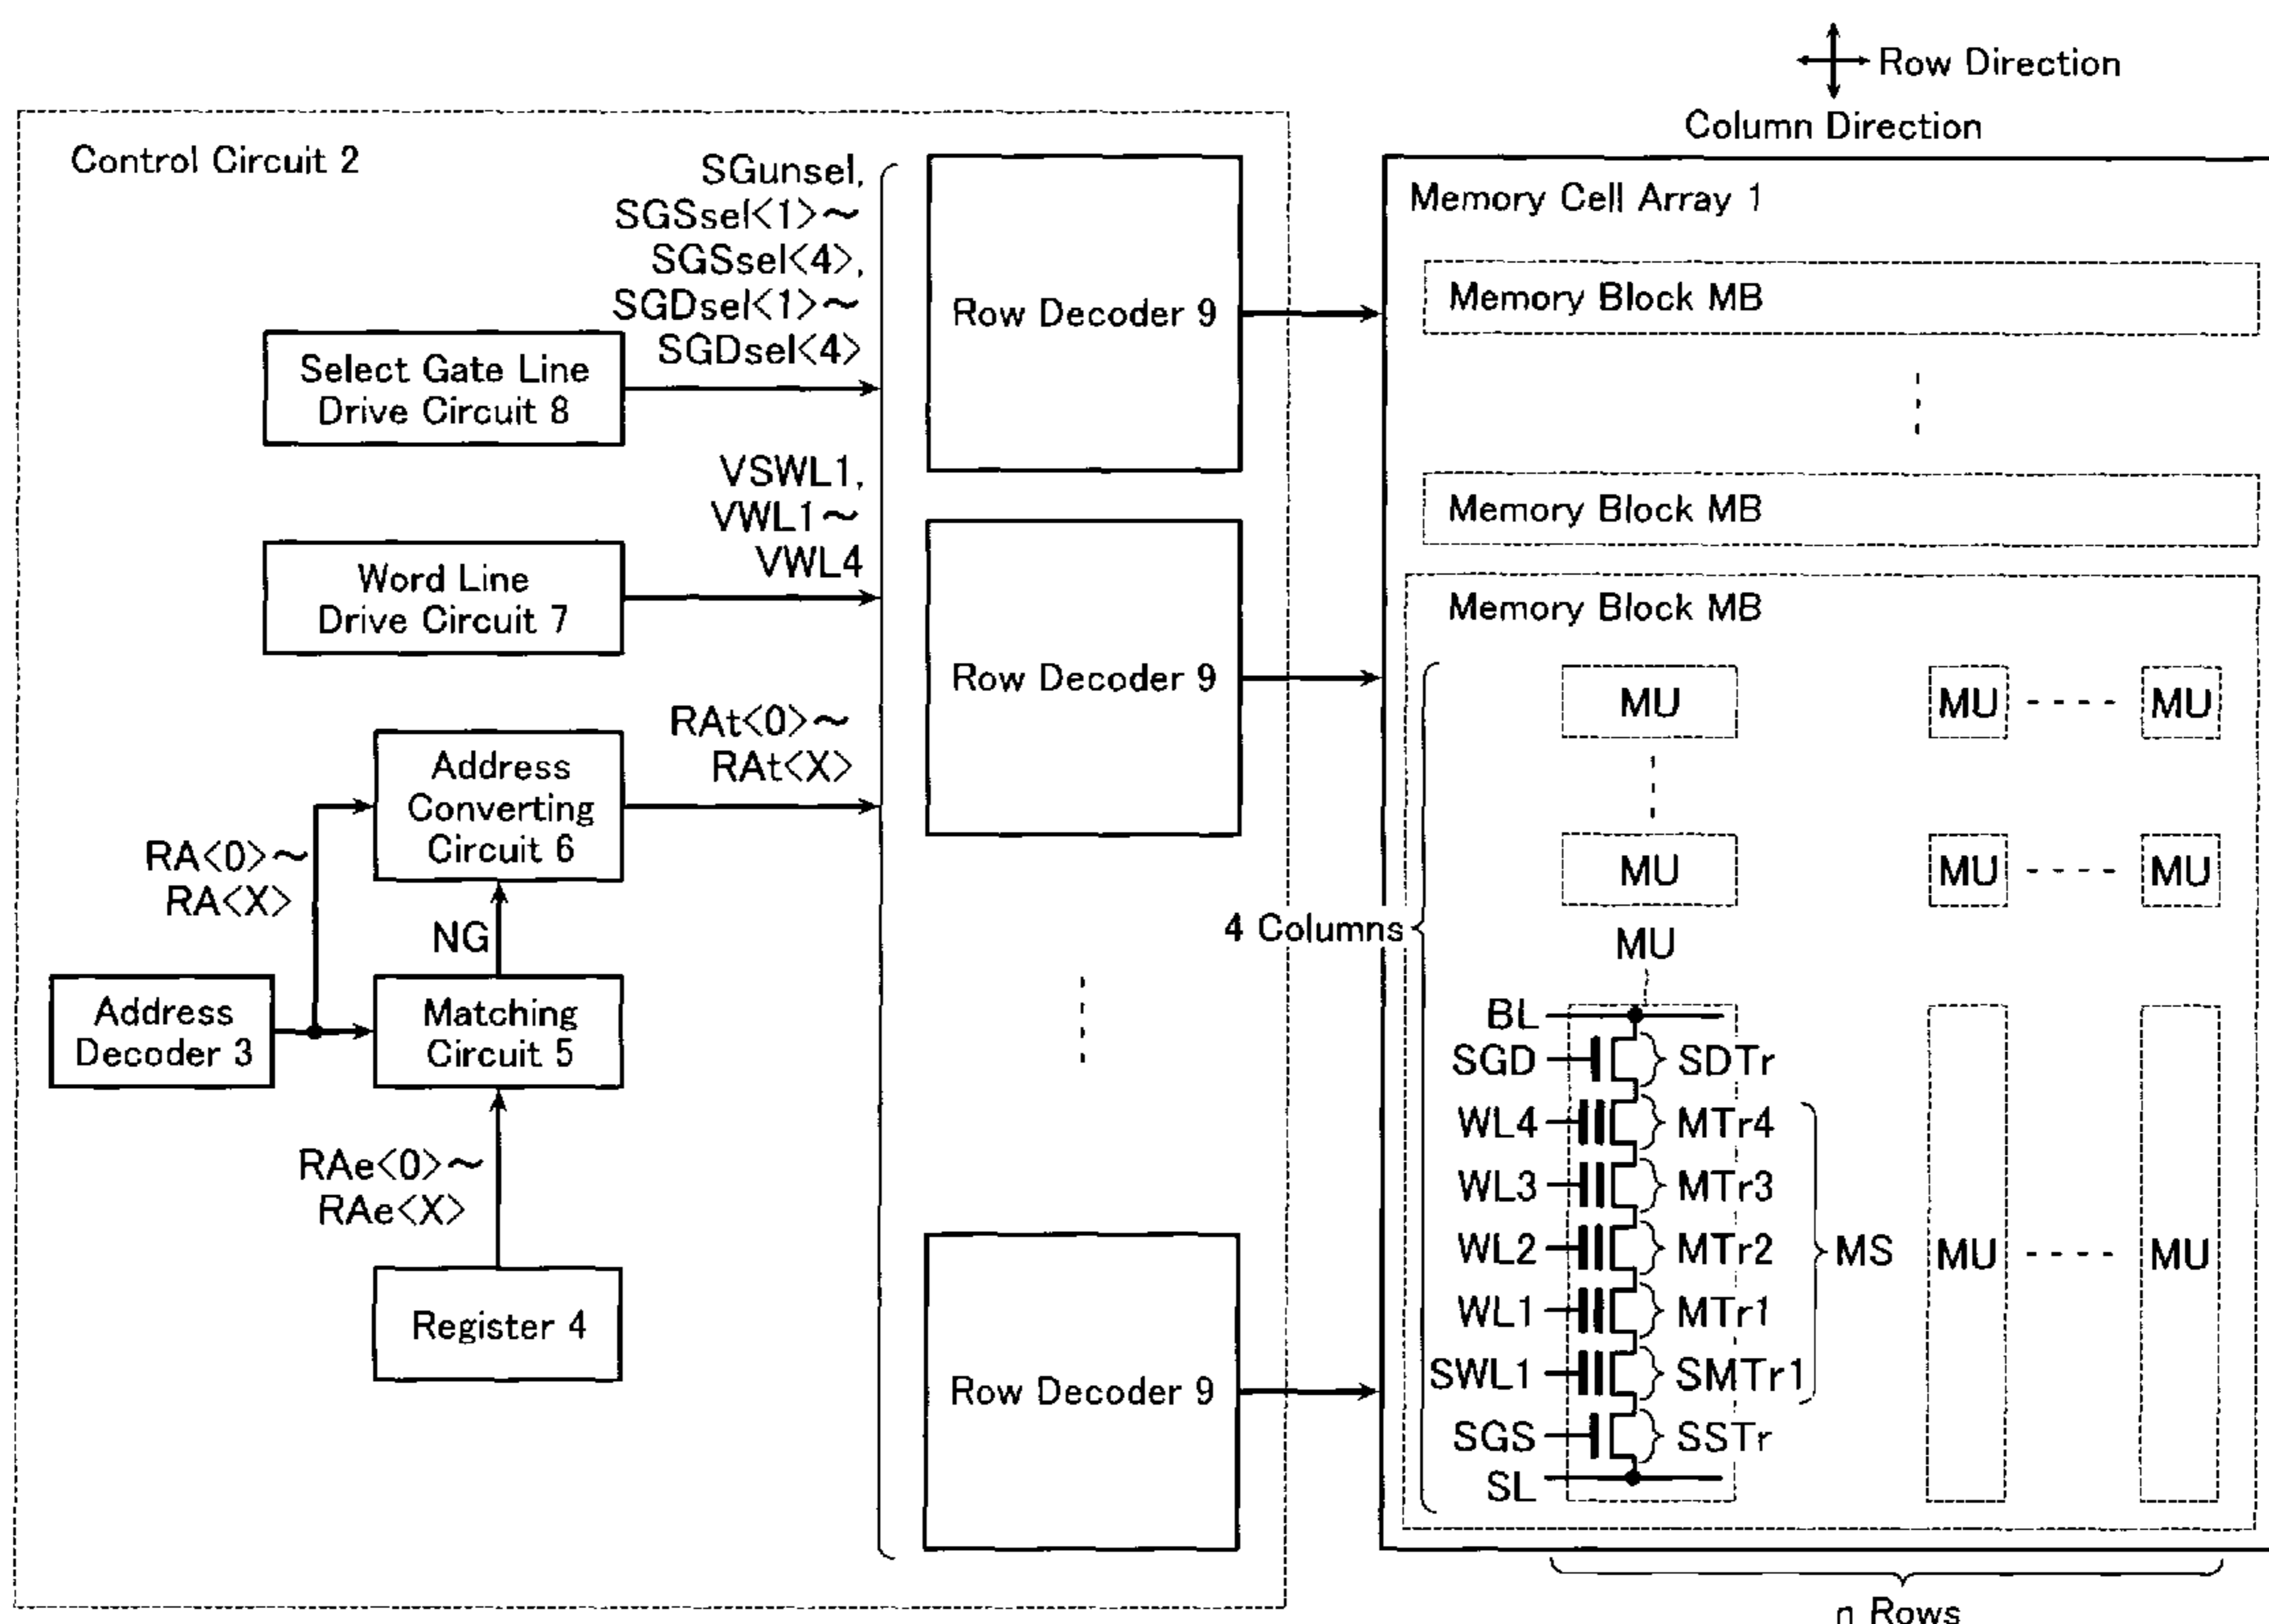 Row Direction
Column Direction
Control Circuit 2
SGunsel,
SGSsel<1>～
SGSsel<4>,
SGDsel<1>～
SGDsel<4>
Select Gate Line
Drive Circuit 8
VSWL1,
VWL1～
VWL4
Word Line
Drive Circuit 7
RAt<0>～
RAt<X>
Address
Converting
Circuit 6
RA<0>～
RA<X>
NG
Address
Decoder 3
Matching
Circuit 5
RAe<0>～
RAe<X>
Register 4
Row Decoder 9
Row Decoder 9
Row Decoder 9
Memory Cell Array 1
Memory Block MB
Memory Block MB
Memory Block MB
4 Columns
MU
MU
MU
MU
MU
MU
MU
BL
SGD
SDTr
WL4
MTr4
WL3
MTr3
WL2
MTr2
WL1
MTr1
SWL1
SMTr1
SGS
SSTr
SL
MS
MU
MU
n Rows